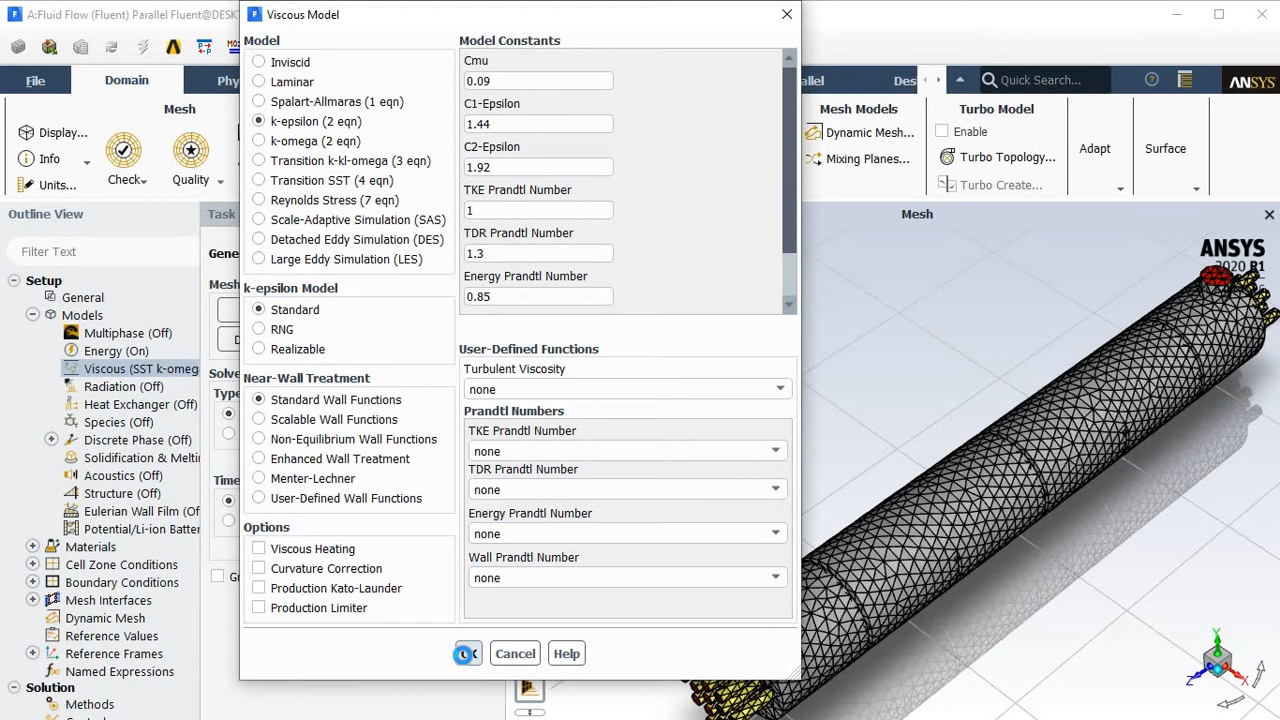 A:Fluid Flow (Fluent) Parallel Fluent@DESK
Viscous Model
File
Domain
Phy
Mesh
Display...
Info
Units...
Check
Quality
Outline View
Task
Filter Text
Setup
General
Models
Multiphase (Off)
Energy (On)
Viscous (SST k-omeg
Radiation (Off)
Heat Exchanger (Off)
Species (Off)
Discrete Phase (Off)
Solidification & Melti
Acoustics (Off)
Structure (Off)
Eulerian Wall Film (Off)
Potential/Li-ion Batter
Materials
Cell Zone Conditions
Boundary Conditions
Mesh Interfaces
Dynamic Mesh
Reference Values
Reference Frames
Named Expressions
Solution
Methods
Gene
Mesh
Solve
Type
Time
Model
Inviscid
Laminar
Spalart-Allmaras (1 eqn)
k-epsilon (2 eqn)
k-omega (2 eqn)
Transition k-kl-omega (3 eqn)
Transition SST (4 eqn)
Reynolds Stress (7 eqn)
Scale-Adaptive Simulation (SAS)
Detached Eddy Simulation (DES)
Large Eddy Simulation (LES)
k-epsilon Model
Standard
RNG
Realizable
Near-Wall Treatment
Standard Wall Functions
Scalable Wall Functions
Non-Equilibrium Wall Functions
Enhanced Wall Treatment
Menter-Lechner
User-Defined Wall Functions
Options
Viscous Heating
Curvature Correction
Production Kato-Launder
Production Limiter
Model Constants
Cmu
0.09
C1-Epsilon
1.44
C2-Epsilon
1.92
TKE Prandtl Number
1
TDR Prandtl Number
1.3
Energy Prandtl Number
0.85
User-Defined Functions
Turbulent Viscosity
none
Prandtl Numbers
TKE Prandtl Number
none
TDR Prandtl Number
none
Energy Prandtl Number
none
Wall Prandtl Number
none
Cancel
Help
allel
Des
Quick Search...
ANSYS
Mesh Models
Dynamic Mesh...
Mixing Planes...
Turbo Model
Enable
Turbo Topology...
Turbo Create...
Adapt
Surface
Mesh
ANSYS
2020 R1
Y
Z
X